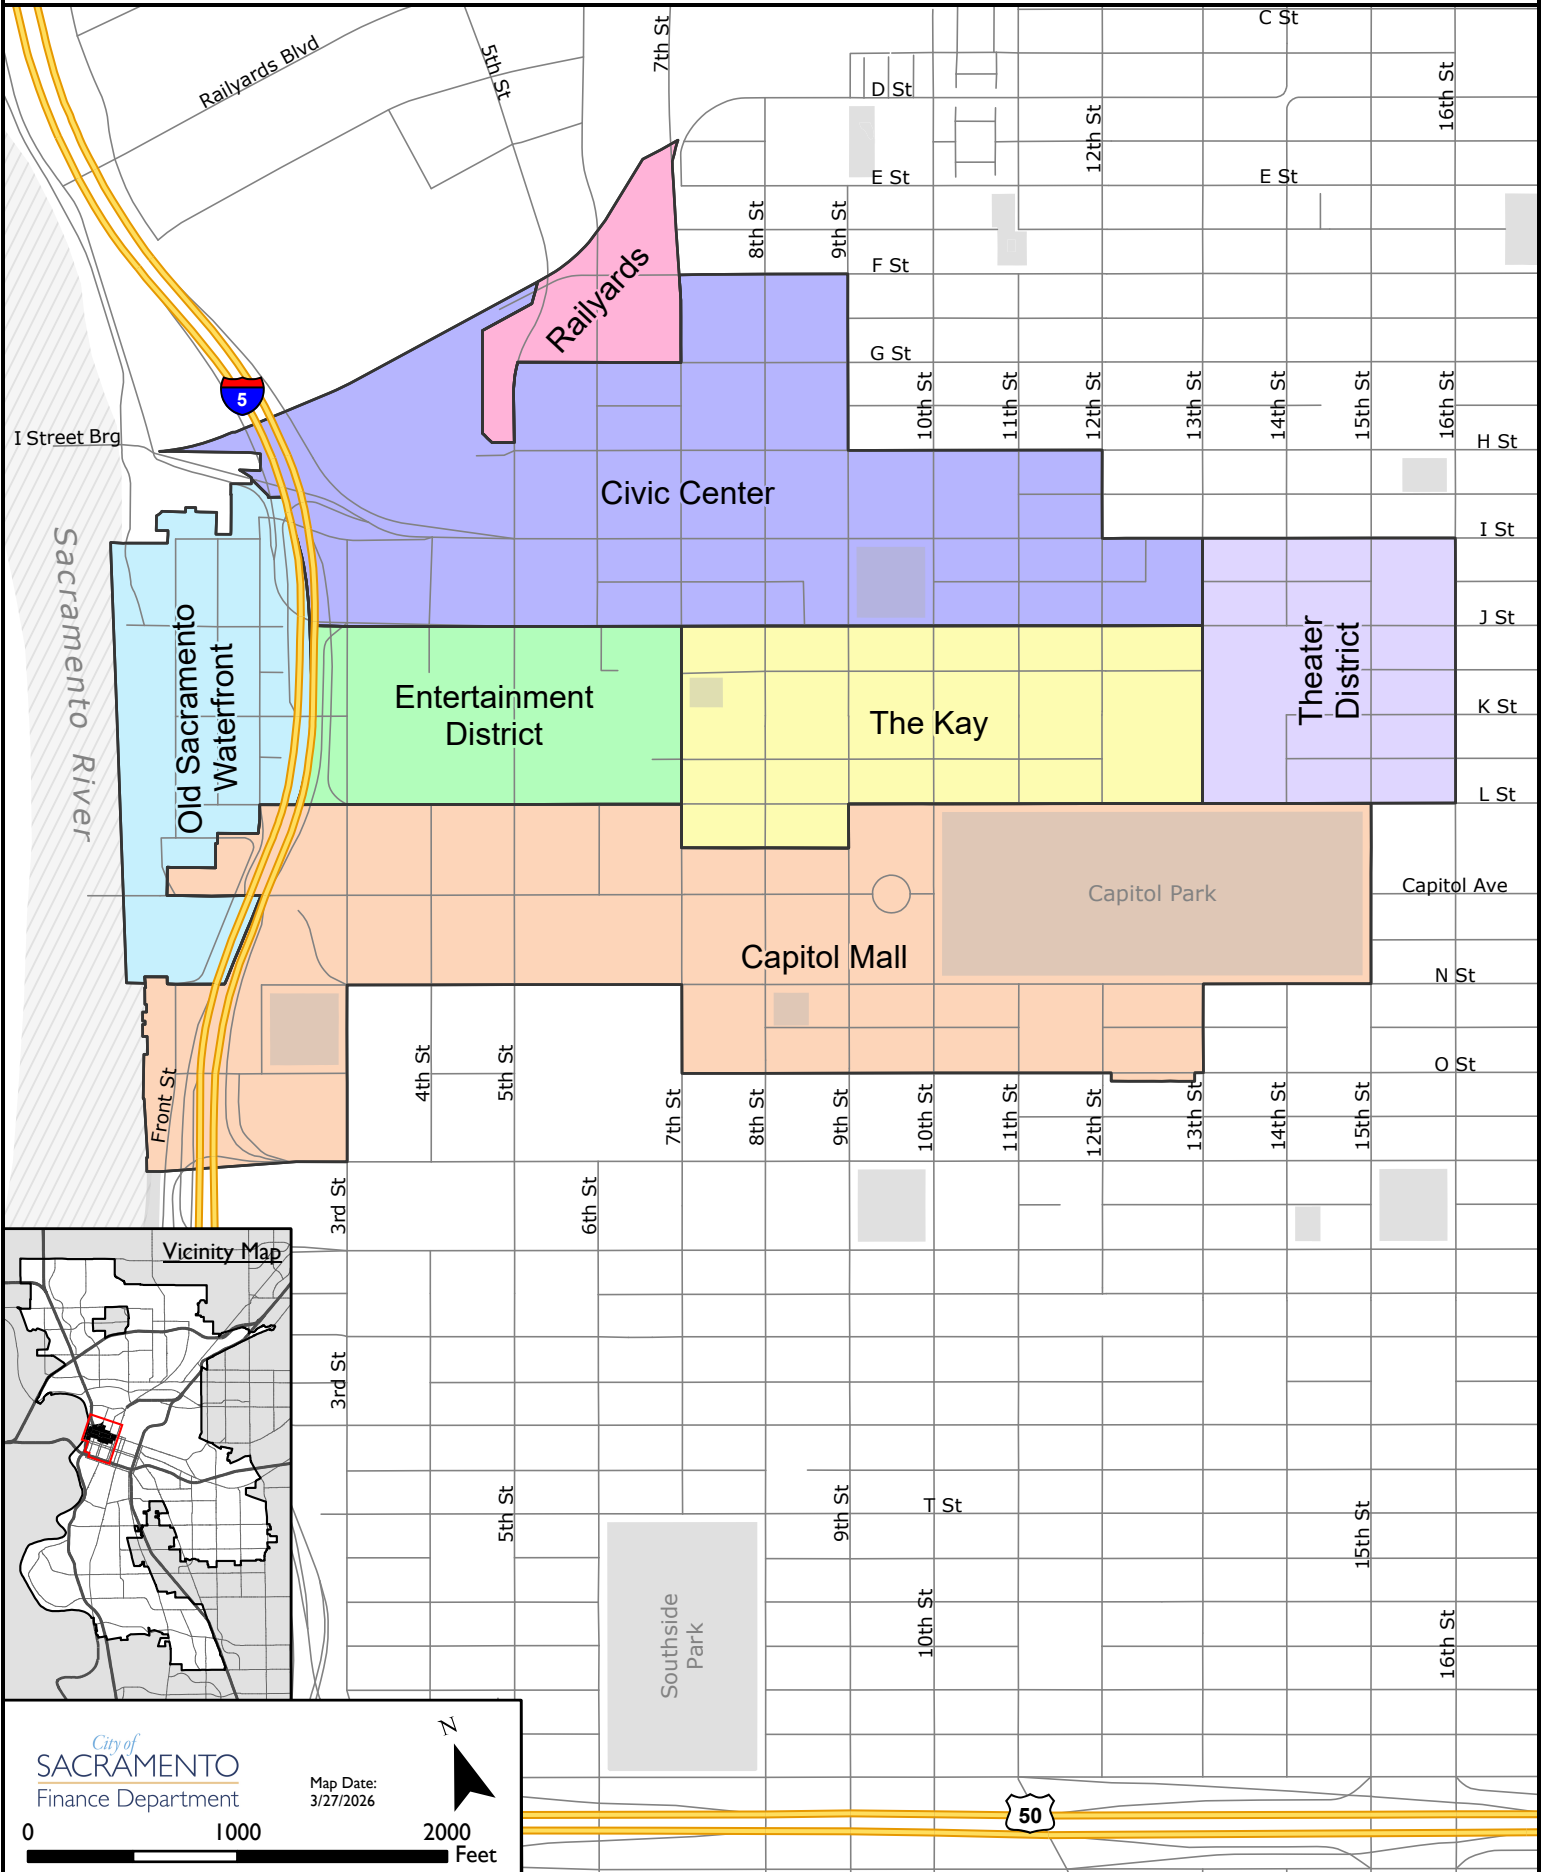 C St
7th St
5th St
Railyards Blvd
16th St
D St
12th St
E St
E St
8th St
9th St
F St
Railyards
G St
5
10th St
11th St
12th St
13th St
14th St
15th St
16th St
I Street Brg
H St
Civic Center
I St
Sacramento River
J St
Old Sacramento
Waterfront
Entertainment
District
The Kay
Theater
District
K St
L St
Capitol Park
Capitol Ave
Capitol Mall
N St
O St
Front St
4th St
5th St
7th St
8th St
9th St
10th St
11th St
12th St
13th St
14th St
15th St
3rd St
6th St
Vicinity Map
3rd St
5th St
9th St
T St
15th St
Southside
Park
10th St
16th St
City of
SACRAMENTO
Finance Department
Map Date:
3/27/2026
N
50
0 1000 2000
Feet